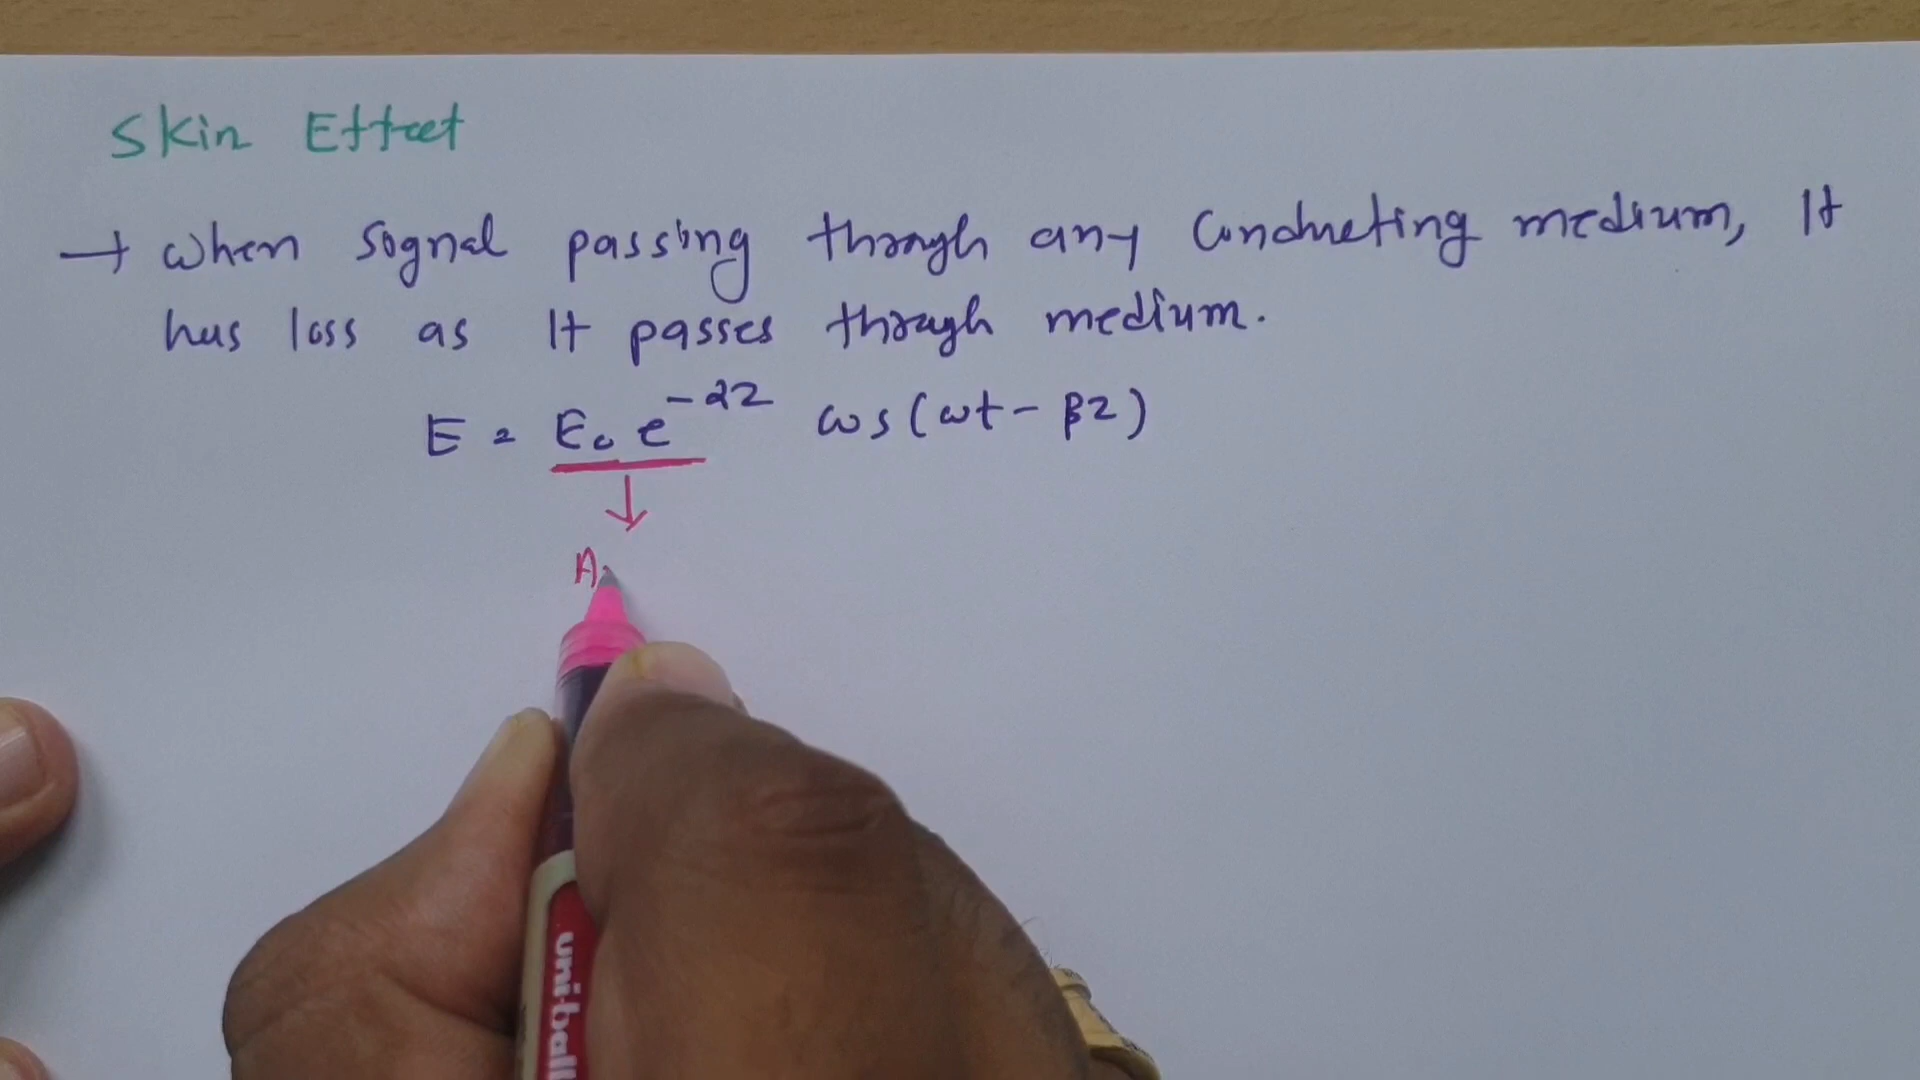 Skin Effect
→ when signal passing through any Conducting medium, It
has loss as It passes through medium.
E = E₀ e^{-αz} cos(ωt - βz)
↓
A
uni-ball